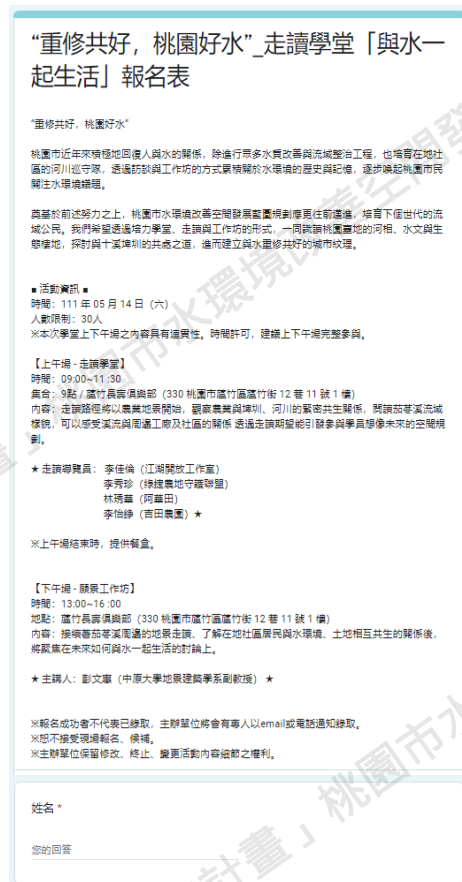 “重修共好，桃園好水”_走讀學堂「與水一
起生活」報名表
“重修共好，桃園好水”
桃園市近年來積極地回復人與水的關係，除進行眾多水質改善與流域整治工程，也培育在地社
區的河川巡守隊，透過訪談與工作坊的方式累積關於水環境的歷史與記憶，逐步喚起桃園市民
關注水環境議題。
奠基於前述努力之上，桃園市水環境改善空間發展藍圖規劃應更往前邁進，培育下個世代的流
域公民。我們希望透過培力學堂、走讀與工作坊的形式，一同識讀桃園臺地的河相、水文與生
態棲地，探討與十溪埤圳的共處之道，進而建立與水重修共好的城市紋理。
■ 活動資訊 ■
時間：111 年 05 月 14 日（六）
人數限制：30人
※本次學堂上下午場之內容具有連貫性。時間許可，建議上下午場完整參與。
【上午場 - 走讀學堂】
時間：09:00~11:30
集合：9點 / 蘆竹長壽俱樂部（330 桃園市蘆竹區蘆竹街 12 巷 11 號 1 樓）
內容：走讀路徑將以農業地景開始，觀察農業與埤圳、河川的緊密共生關係，閱讀茄苳溪流域
樣貌，可以感受溪流與周邊工廠及社區的關係 透過走讀期望能引發參與學員想像未來的空間規
劃。
★ 走讀導覽員： 李佳倫（江湖開放工作室）
李秀珍（綠捷農地守護聯盟）
林琇華（阿華田）
李怡錚（吉田農園）★
※上午場結束時，提供餐盒。
【下午場 - 願景工作坊】
時間：13:00~16 :00
地點：蘆竹長壽俱樂部（330 桃園市蘆竹區蘆竹街 12 巷 11 號 1 樓）
內容：接續著茄苳溪周邊的地景走讀、了解在地社區居民與水環境、土地相互共生的關係後，
將聚焦在未來如何與水一起生活的討論上。
★ 主講人：彭文惠（中原大學地景建築學系副教授）★
※報名成功者不代表已錄取，主辦單位將會有專人以email或電話通知錄取。
※恕不接受現場報名、候補。
※主辦單位保留修改、終止、變更活動內容細節之權利。
姓名 *
您的回答